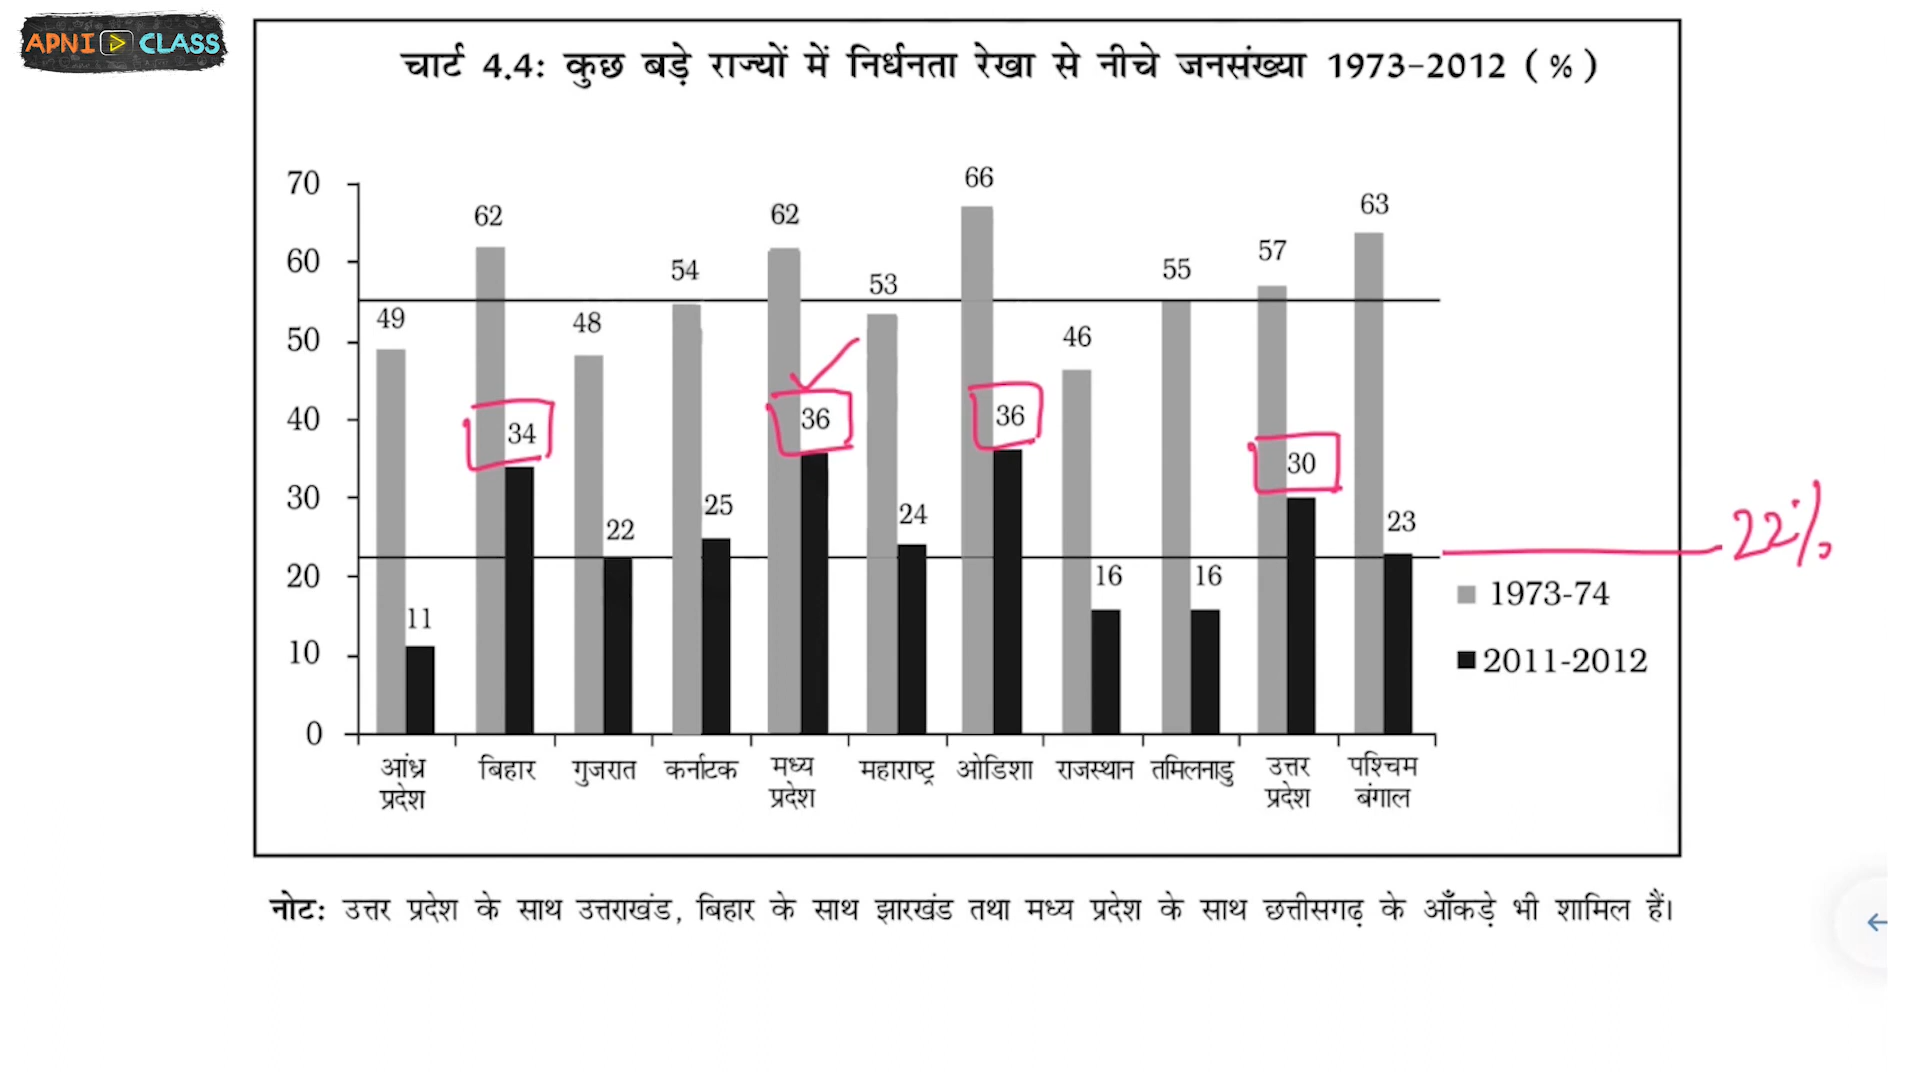 APNI CLASS
चार्ट 4.4: कुछ बड़े राज्यों में निर्धनता रेखा से नीचे जनसंख्या 1973-2012 (%)
70
60
50
40
30
20
10
0
49
11
62
34
48
22
54
25
62
36
53
24
66
36
46
16
55
16
57
30
63
23
22%
1973-74
2011-2012
आंध्र प्रदेश
बिहार
गुजरात
कर्नाटक
मध्य प्रदेश
महाराष्ट्र
ओडिशा
राजस्थान
तमिलनाडु
उत्तर प्रदेश
पश्चिम बंगाल
नोट: उत्तर प्रदेश के साथ उत्तराखंड, बिहार के साथ झारखंड तथा मध्य प्रदेश के साथ छत्तीसगढ़ के आँकड़े भी शामिल हैं।